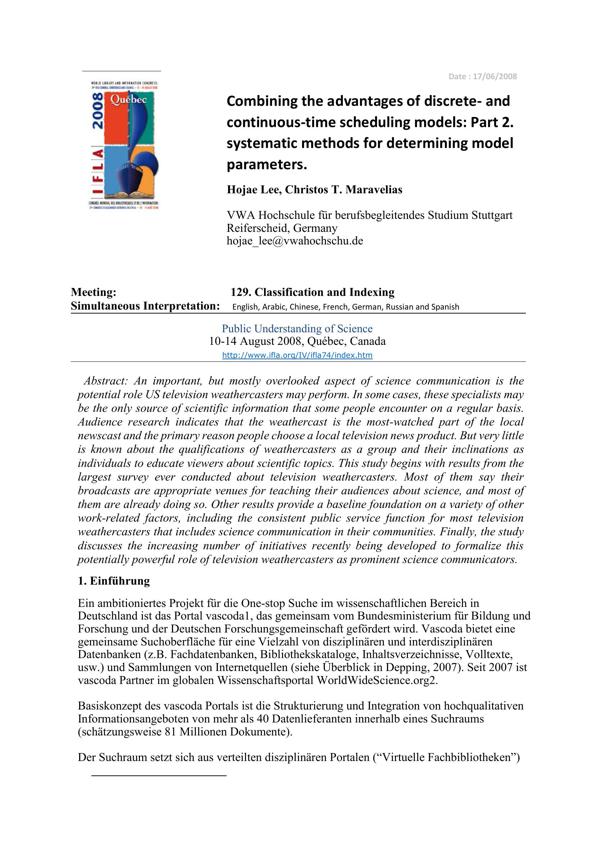 Date : 17/06/2008
WORLD LIBRARY AND INFORMATION CONGRESS:
Québec
IFLA 2008
Combining the advantages of discrete- and
continuous-time scheduling models: Part 2.
systematic methods for determining model
parameters.
Hojae Lee, Christos T. Maravelias
VWA Hochschule für berufsbegleitendes Studium Stuttgart
Reiferscheid, Germany
hojae_lee@vwahochschu.de
Meeting: 129. Classification and Indexing
Simultaneous Interpretation: English, Arabic, Chinese, French, German, Russian and Spanish
Public Understanding of Science
10-14 August 2008, Québec, Canada
http://www.ifla.org/IV/ifla74/index.htm
Abstract: An important, but mostly overlooked aspect of science communication is the
potential role US television weathercasters may perform. In some cases, these specialists may
be the only source of scientific information that some people encounter on a regular basis.
Audience research indicates that the weathercast is the most-watched part of the local
newscast and the primary reason people choose a local television news product. But very little
is known about the qualifications of weathercasters as a group and their inclinations as
individuals to educate viewers about scientific topics. This study begins with results from the
largest survey ever conducted about television weathercasters. Most of them say their
broadcasts are appropriate venues for teaching their audiences about science, and most of
them are already doing so. Other results provide a baseline foundation on a variety of other
work-related factors, including the consistent public service function for most television
weathercasters that includes science communication in their communities. Finally, the study
discusses the increasing number of initiatives recently being developed to formalize this
potentially powerful role of television weathercasters as prominent science communicators.
1. Einführung
Ein ambitioniertes Projekt für die One-stop Suche im wissenschaftlichen Bereich in
Deutschland ist das Portal vascoda1, das gemeinsam vom Bundesministerium für Bildung und
Forschung und der Deutschen Forschungsgemeinschaft gefördert wird. Vascoda bietet eine
gemeinsame Suchoberfläche für eine Vielzahl von disziplinären und interdisziplinären
Datenbanken (z.B. Fachdatenbanken, Bibliothekskataloge, Inhaltsverzeichnisse, Volltexte,
usw.) und Sammlungen von Internetquellen (siehe Überblick in Depping, 2007). Seit 2007 ist
vascoda Partner im globalen Wissenschaftsportal WorldWideScience.org2.
Basiskonzept des vascoda Portals ist die Strukturierung und Integration von hochqualitativen
Informationsangeboten von mehr als 40 Datenlieferanten innerhalb eines Suchraums
(schätzungsweise 81 Millionen Dokumente).
Der Suchraum setzt sich aus verteilten disziplinären Portalen (“Virtuelle Fachbibliotheken”)